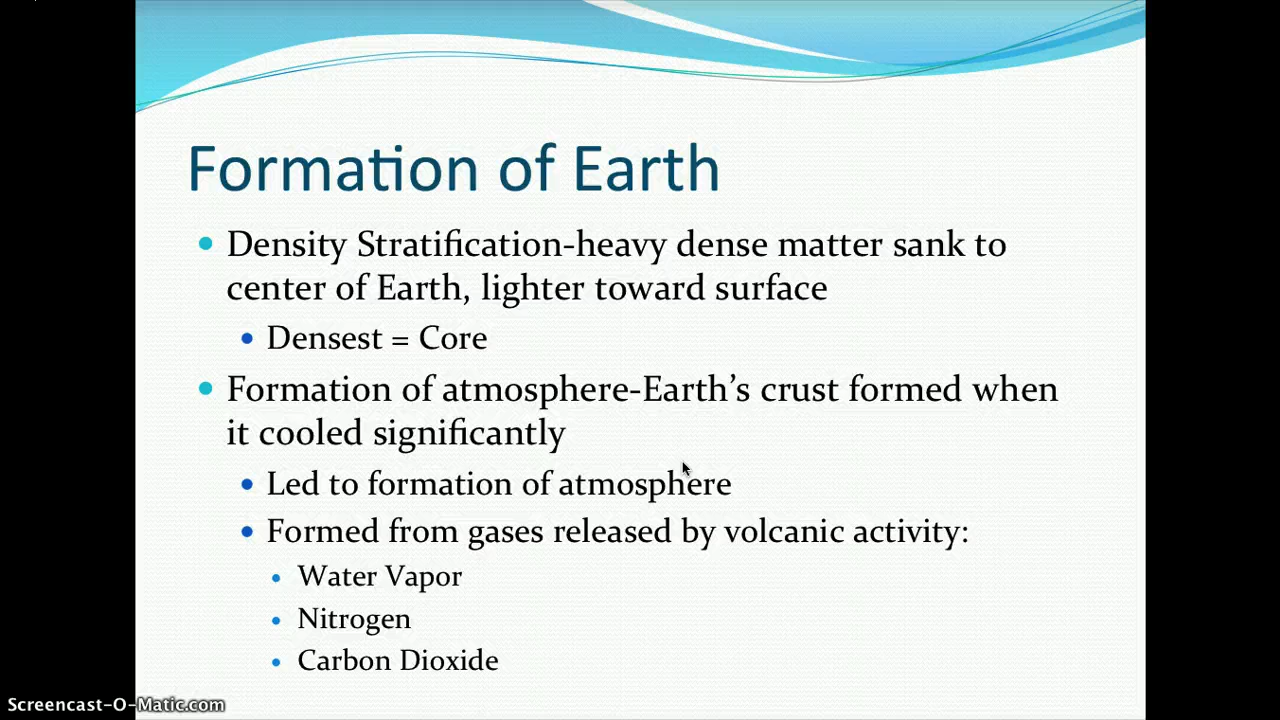 Formation of Earth
Density Stratification-heavy dense matter sank to
center of Earth, lighter toward surface
Densest = Core
Formation of atmosphere-Earth’s crust formed when
it cooled significantly
Led to formation of atmosphere
Formed from gases released by volcanic activity:
Water Vapor
Nitrogen
Carbon Dioxide
Screencast-O-Matic.com